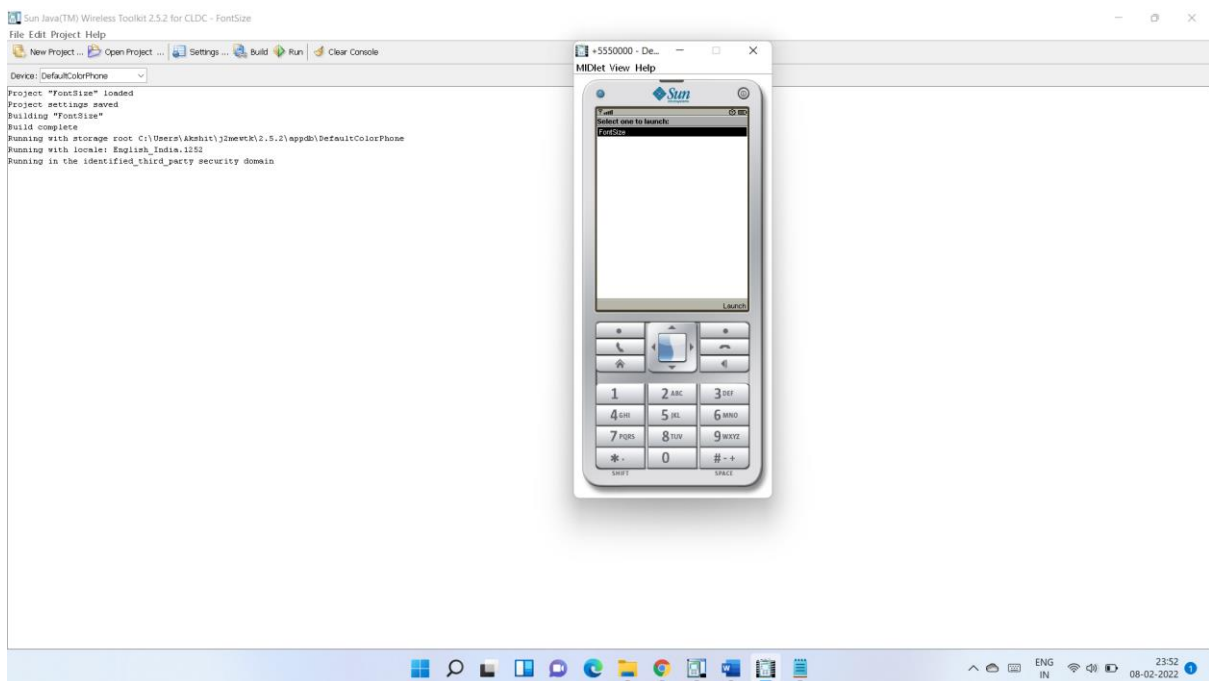 Sun Java(TM) Wireless Toolkit 2.5.2 for CLDC - FontSize
File Edit Project Help
New Project ... Open Project ... Settings ... Build Run Clear Console
Device: DefaultColorPhone
Project "FontSize" loaded
Project settings saved
Building "FontSize"
Build complete
Running with storage root C:\Users\Akshit\j2mewtk\2.5.2\appdb\DefaultColorPhone
Running with locale: English_India.1252
Running in the identified_third_party security domain
+5550000 - De...
MIDlet View Help
Sun
Select one to launch:
FontSize
Launch
1 2 ABC 3 DEF
4 GHI 5 JKL 6 MNO
7 PQRS 8 TUV 9 WXYZ
* . 0 # - +
SHIFT SPACE
ENG
IN
23:52
08-02-2022
1